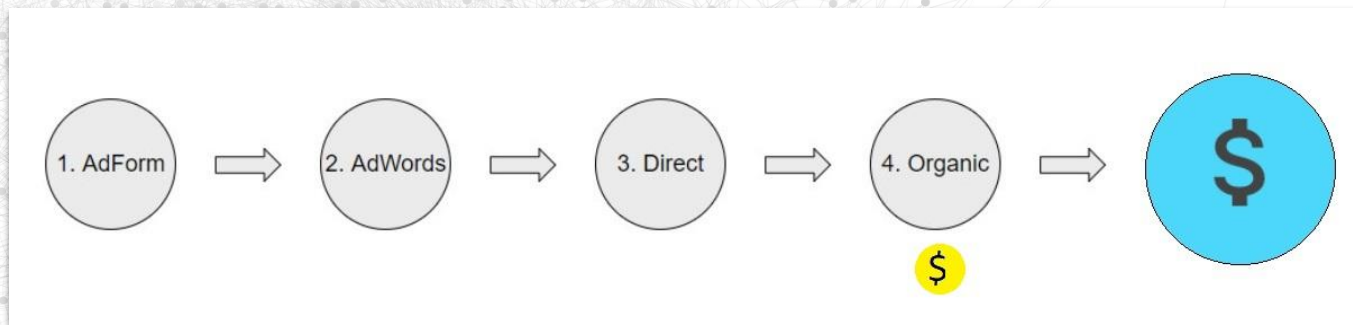 1. AdForm
2. AdWords
3. Direct
4. Organic
$
$